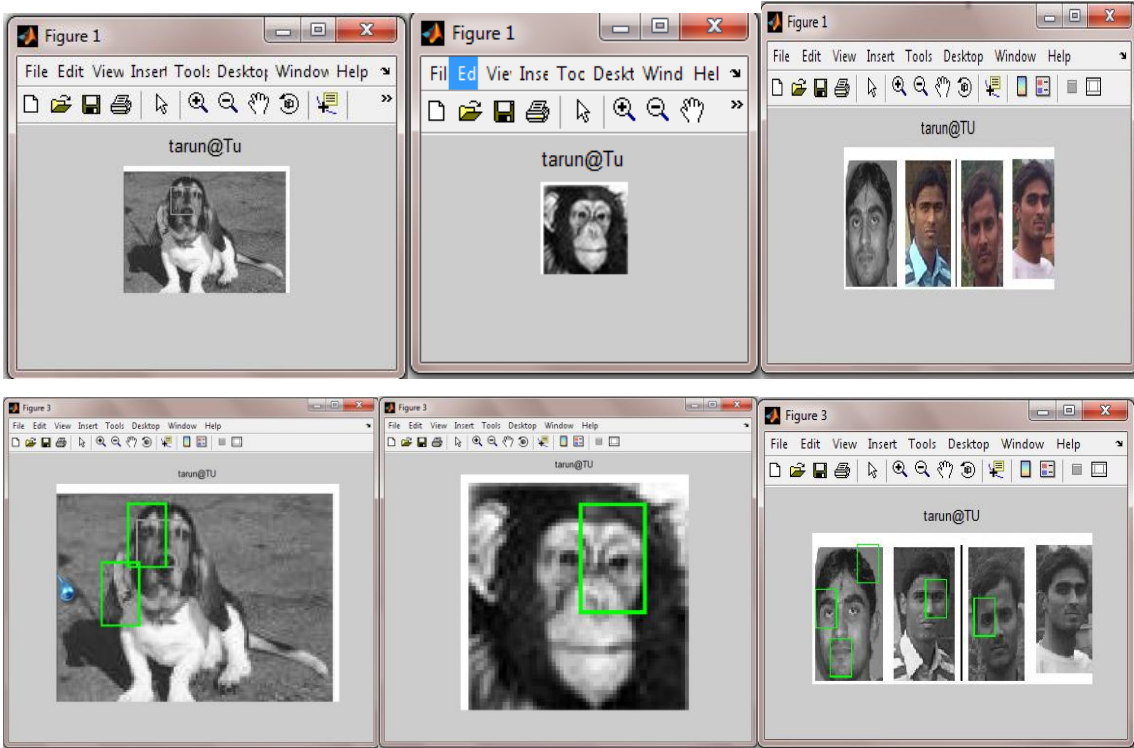 Figure 1
File Edit View Insert Tools Desktop Window Help
tarun@Tu
Figure 1
Fil Ed Vie Inse Toc Deskt Wind Hel
tarun@Tu
Figure 1
File Edit View Insert Tools Desktop Window Help
tarun@TU
Figure 3
File Edit View Insert Tools Desktop Window Help
tarun@TU
Figure 3
File Edit View Insert Tools Desktop Window Help
tarun@TU
Figure 3
File Edit View Insert Tools Desktop Window Help
tarun@TU